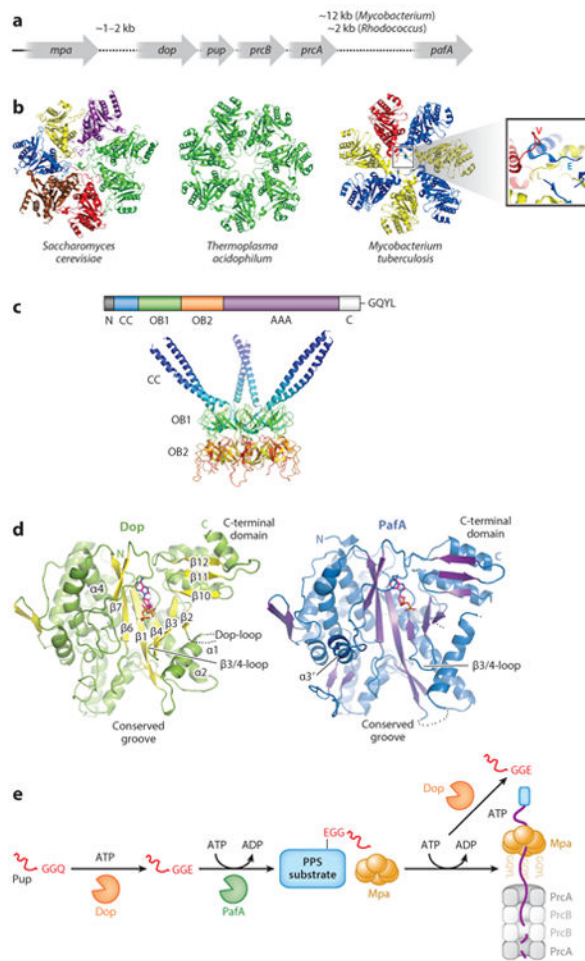 a
~1–2 kb
~12 kb (Mycobacterium)
~2 kb (Rhodococcus)
mpa
dop
pup
prcB
prcA
pafA
b
V
E
Saccharomyces
cerevisiae
Thermoplasma
acidophilum
Mycobacterium
tuberculosis
c
GQYL
N
CC
OB1
OB2
AAA
C
CC
OB1
OB2
d
Dop
C
C-terminal
domain
N
α4
β7
β6
β1
β4
β3
β2
β12
β11
β10
Dop-loop
α1
α2
β3/4-loop
Conserved
groove
PafA
C-terminal
domain
N
C
α3′
β3/4-loop
Conserved
groove
e
Pup
GGQ
ATP
Dop
GGE
ATP
ADP
PafA
EGG
PPS
substrate
Mpa
Dop
GGE
ATP
ADP
ATP
Mpa
GQYL
GQYL
PrcA
PrcB
PrcB
PrcA